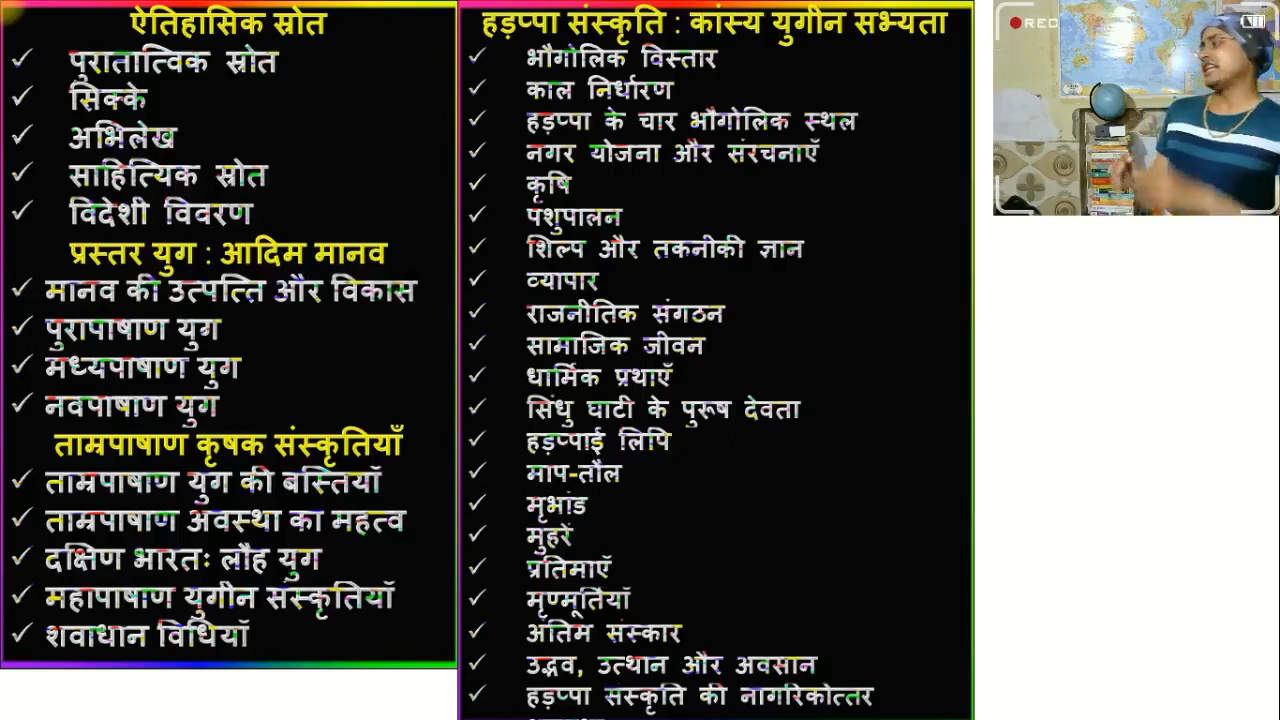 ऐतिहासिक स्रोत
पुरातात्विक स्रोत
सिक्के
अभिलेख
साहित्यिक स्रोत
विदेशी विवरण
प्रस्तर युग : आदिम मानव
मानव की उत्पत्ति और विकास
पुरापाषाण युग
मध्यपाषाण युग
नवपाषाण युग
ताम्रपाषाण कृषक संस्कृतियाँ
ताम्रपाषाण युग की बस्तियाँ
ताम्रपाषाण अवस्था का महत्व
दक्षिण भारतः लौह युग
महापाषाण युगीन संस्कृतियाँ
शवाधान विधियाँ
हड़प्पा संस्कृति : कांस्य युगीन सभ्यता
भौगोलिक विस्तार
काल निर्धारण
हड़प्पा के चार भौगोलिक स्थल
नगर योजना और संरचनाएँ
कृषि
पशुपालन
शिल्प और तकनीकी ज्ञान
व्यापार
राजनीतिक संगठन
सामाजिक जीवन
धार्मिक प्रथाएँ
सिंधु घाटी के पुरूष देवता
हड़प्पाई लिपि
माप-तौल
मृभांड
मुहरें
प्रतिमाएँ
मृण्मूर्तियाँ
अंतिम संस्कार
उद्भव, उत्थान और अवसान
हड़प्पा संस्कृति की नागरिकोत्तर
REC